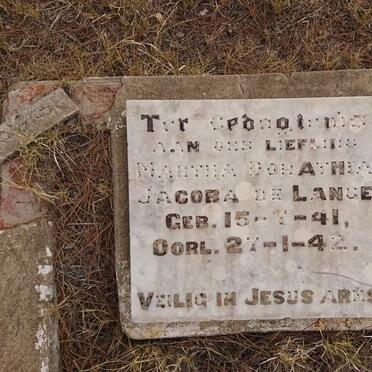 Ter Gedagtenis
AAN ONS LIEFLING
MARTHA DORATHEA
JACOBA DE LANGE
GEB. 15-7-41,
OORL. 27-1-42.
VEILIG IN JESUS ARMS